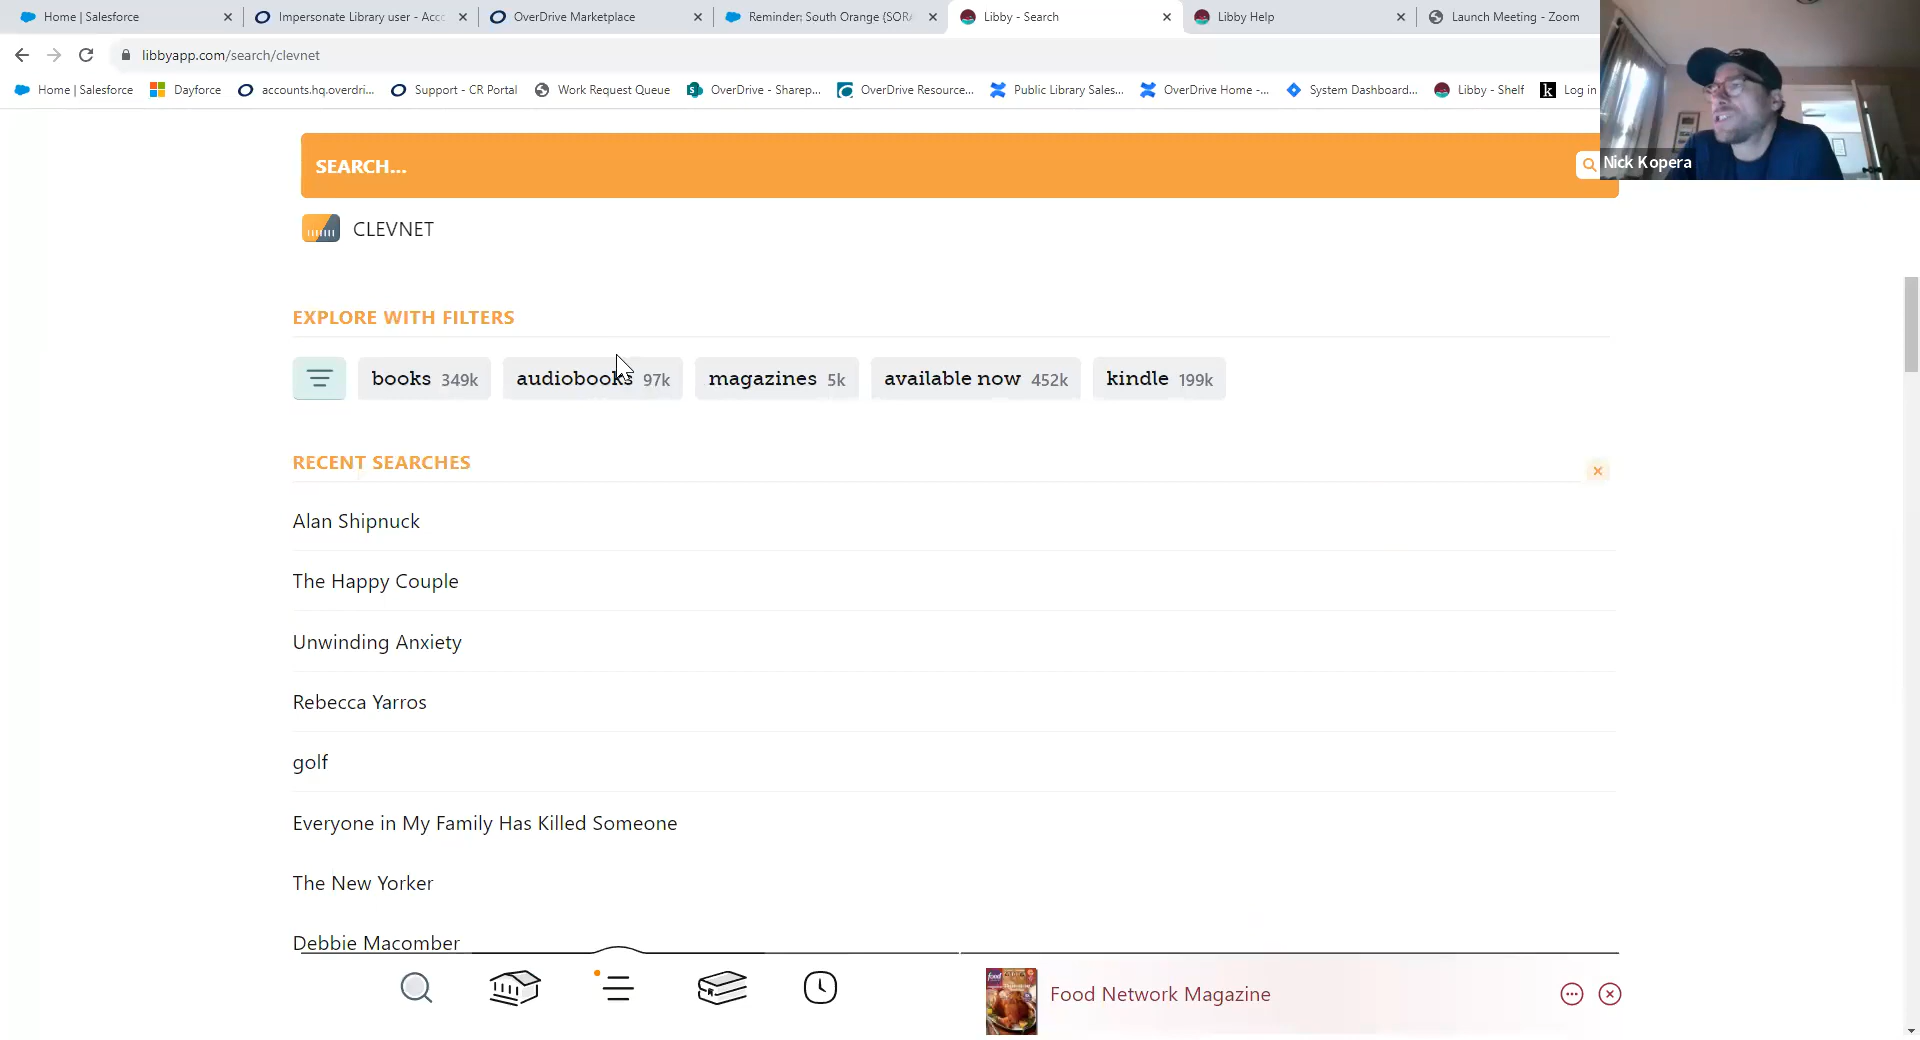 Home | Salesforce
Impersonate Library user - Acc
OverDrive Marketplace
Reminder: South Orange {SOR
Libby - Search
Libby Help
Launch Meeting - Zoom
libbyapp.com/search/clevnet
Home | Salesforce
Dayforce
accounts.hq.overdri...
Support - CR Portal
Work Request Queue
OverDrive - Sharep...
OverDrive Resource...
Public Library Sales...
OverDrive Home -...
System Dashboard...
Libby - Shelf
k
Log in
Nick Kopera
SEARCH...
CLEVNET
EXPLORE WITH FILTERS
books 349k
audiobooks 97k
magazines 5k
available now 452k
kindle 199k
RECENT SEARCHES
Alan Shipnuck
The Happy Couple
Unwinding Anxiety
Rebecca Yarros
golf
Everyone in My Family Has Killed Someone
The New Yorker
Debbie Macomber
food
Food Network Magazine